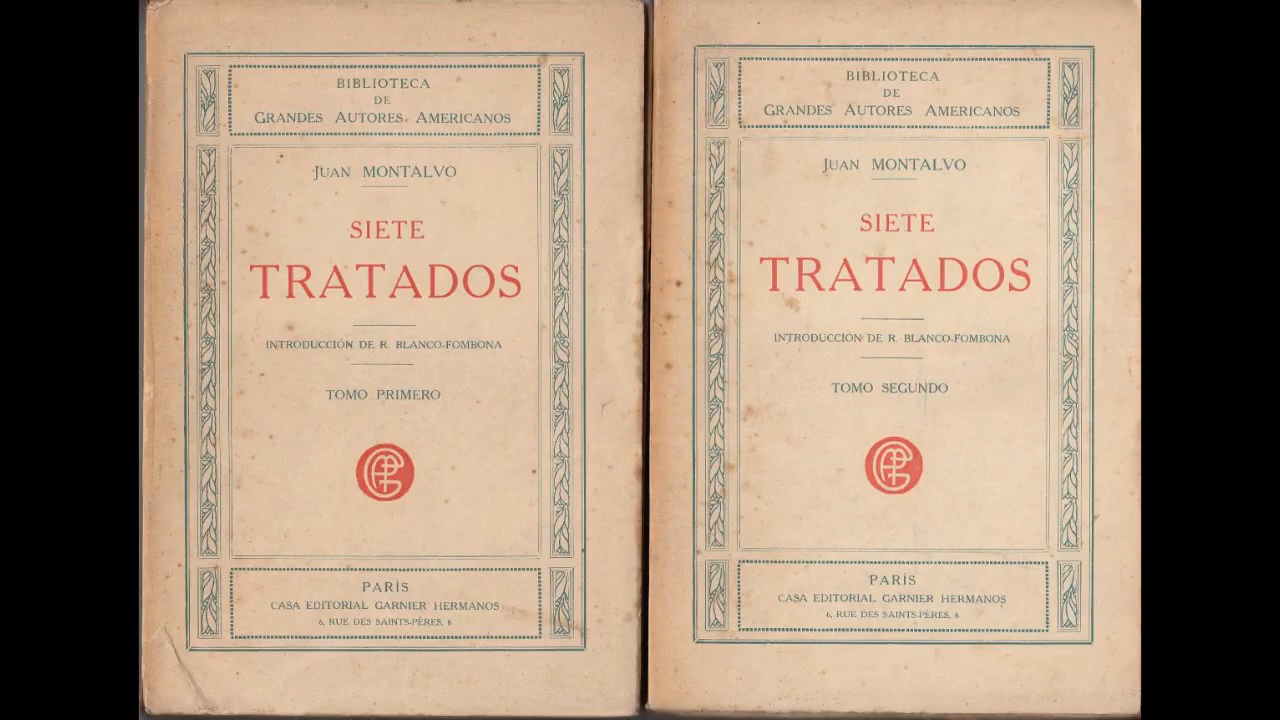 BIBLIOTECA
DE
GRANDES AUTORES AMERICANOS
JUAN MONTALVO
SIETE
TRATADOS
INTRODUCCIÓN DE R. BLANCO-FOMBONA
TOMO PRIMERO
PARÍS
CASA EDITORIAL GARNIER HERMANOS
6, RUE DES SAINTS-PÈRES, 6
BIBLIOTECA
DE
GRANDES AUTORES AMERICANOS
JUAN MONTALVO
SIETE
TRATADOS
INTRODUCCIÓN DE R. BLANCO-FOMBONA
TOMO SEGUNDO
PARÍS
CASA EDITORIAL GARNIER HERMANOS
6, RUE DES SAINTS-PÈRES, 6